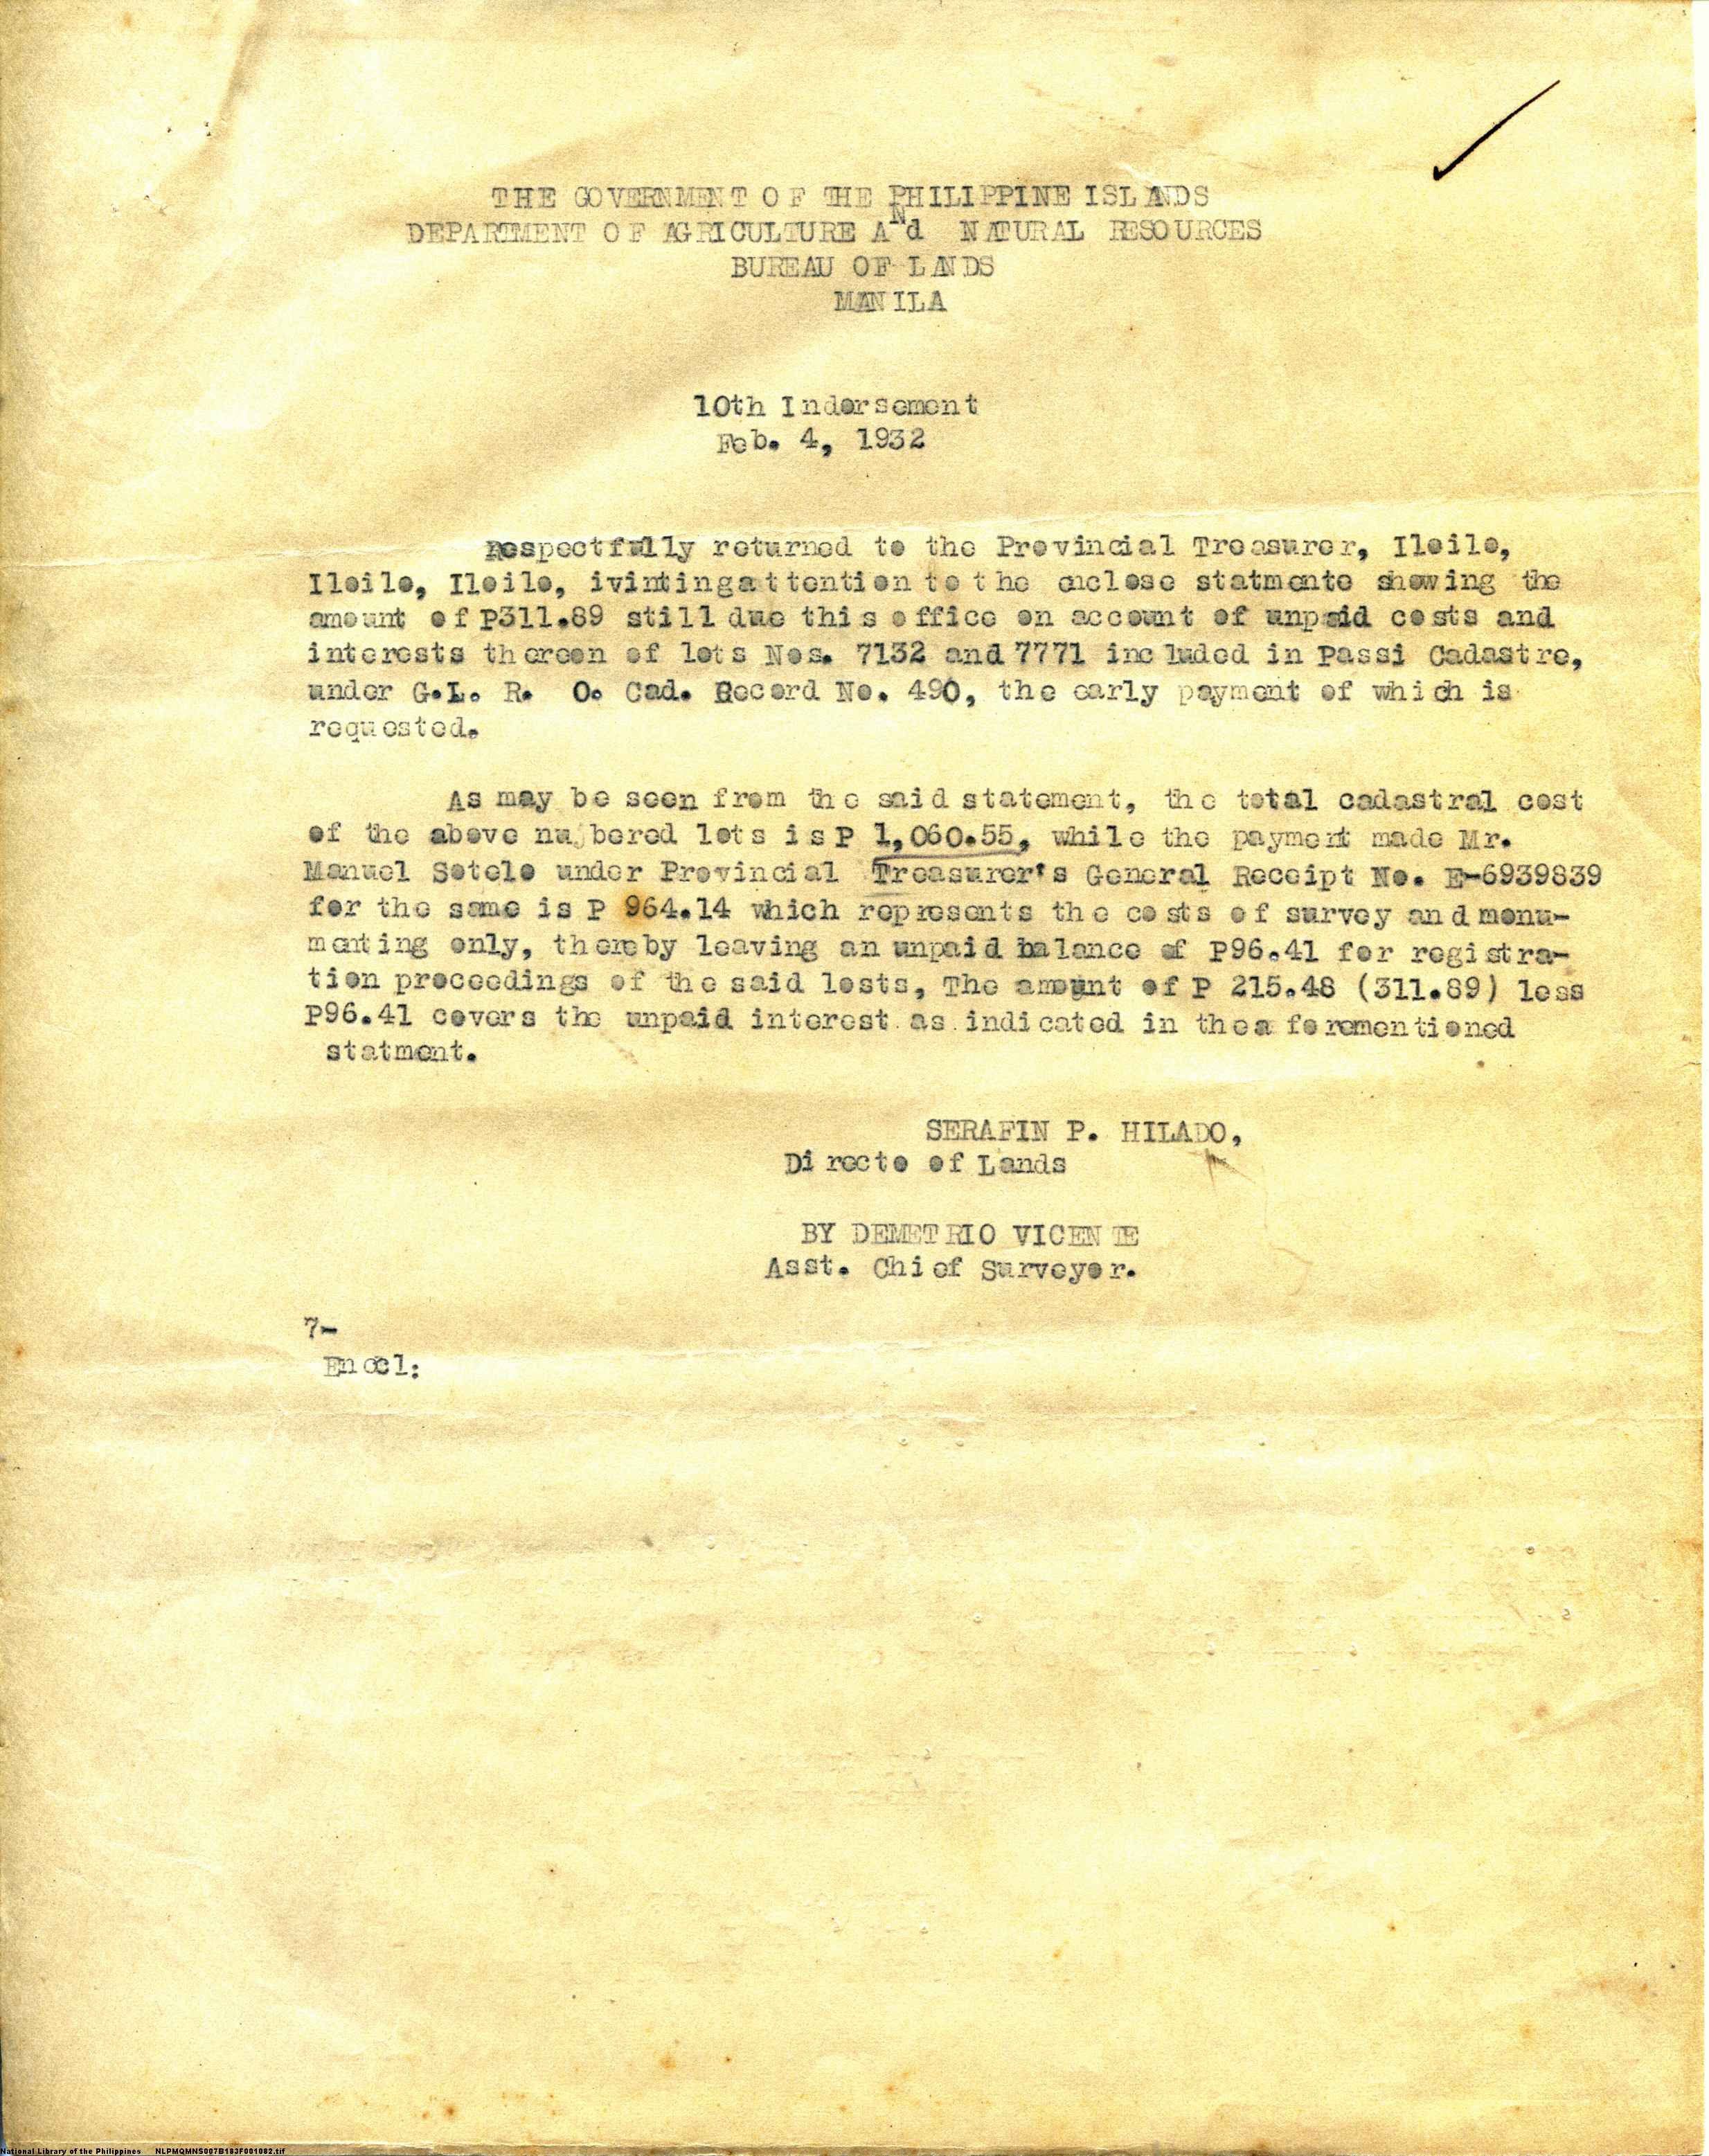 THE GOVERNMENT OF THE PHILIPPINE ISLANDS
DEPARTMENT OF AGRICULTURE ANd NATURAL RESOURCES
BUREAU OF LANDS
MANILA
10th Indorsement
Feb. 4, 1932
Respectfully returned to the Provincial Treasurer, Iloilo,
Iloilo, Iloilo, ivintingattention to the enclose statmente showing the
amount of P311.89 still due this office on account of unpaid costs and
interests thereon of lots Nos. 7132 and 7771 included in Passi Cadastre,
under G.L. R. O. Cad. Record No. 490, the early payment of which is
requested.
As may be seen from the said statement, the total cadastral cost
of the above nujbered lots is P 1,060.55, while the payment made Mr.
Manuel Sotelo under Provincial Treasurer's General Receipt No. E-6939839
for the same is P 964.14 which represents the costs of survey and monu-
menting only, thereby leaving an unpaid balance of P96.41 for registra-
tion proceedings of the said losts, The amount of P 215.48 (311.89) less
P96.41 covers the unpaid interest as indicated in thea forementioned
statment.
SERAFIN P. HILADO,
Directo of Lands
BY DEMETRIO VICENTE
Asst. Chief Surveyor.
7-
Enccl:
National Library of the Philippines NLPMQMNS007B183F001082.tif